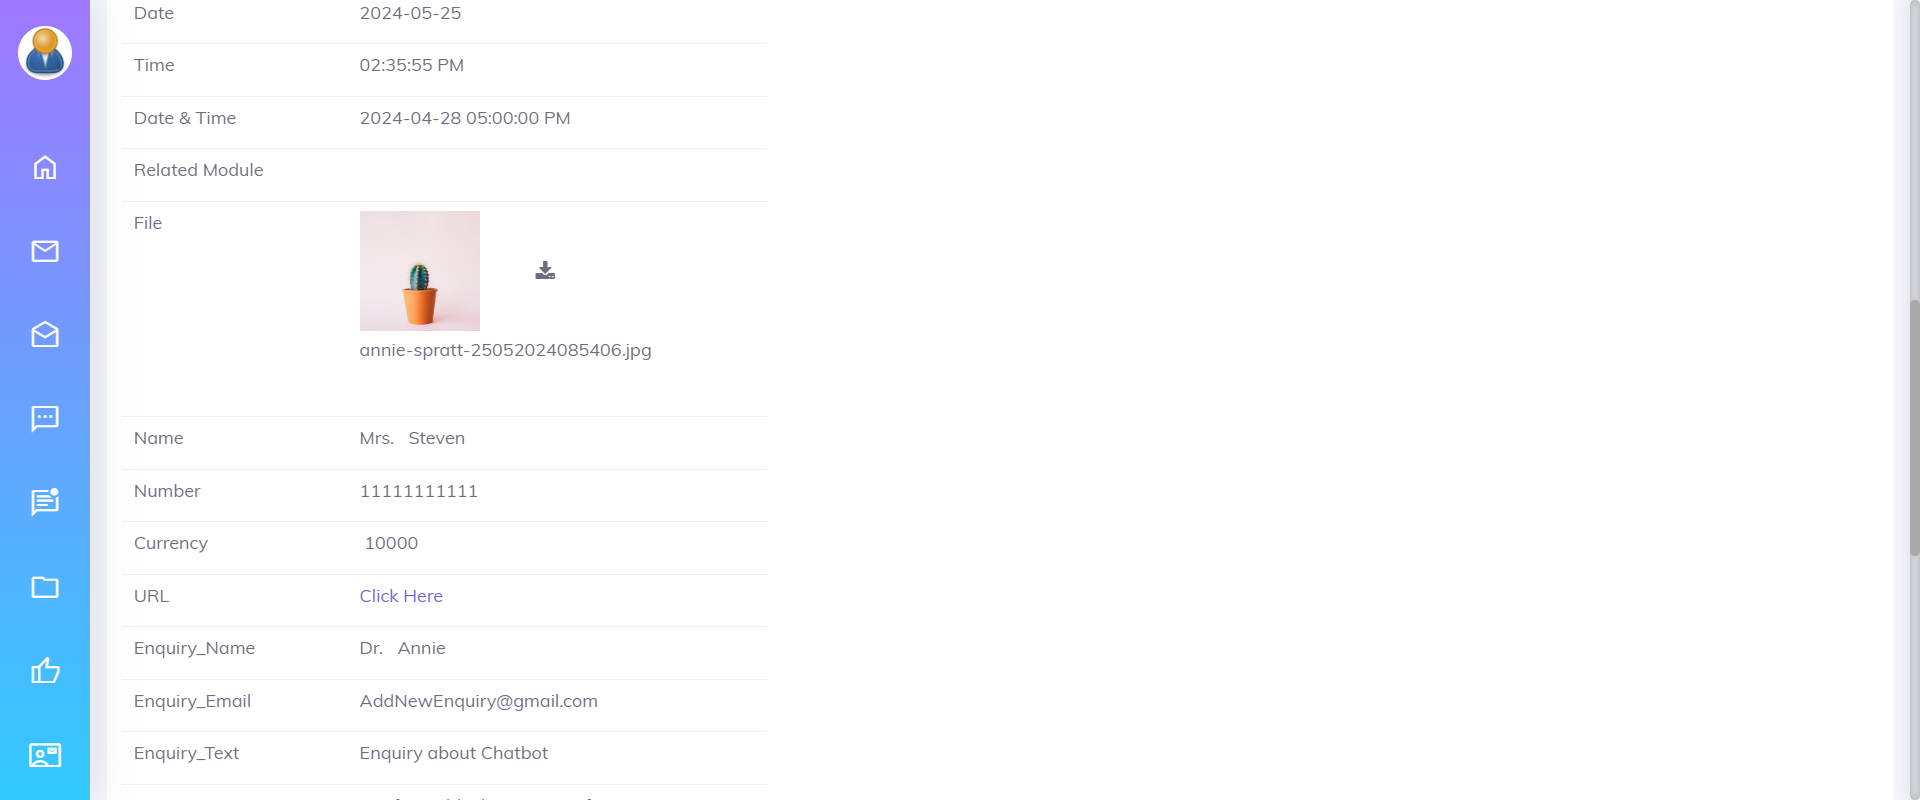 Date 2024-05-25
Time 02:35:55 PM
Date & Time 2024-04-28 05:00:00 PM
Related Module
File
annie-spratt-25052024085406.jpg
Name Mrs. Steven
Number 11111111111
Currency 10000
URL Click Here
Enquiry_Name Dr. Annie
Enquiry_Email AddNewEnquiry@gmail.com
Enquiry_Text Enquiry about Chatbot